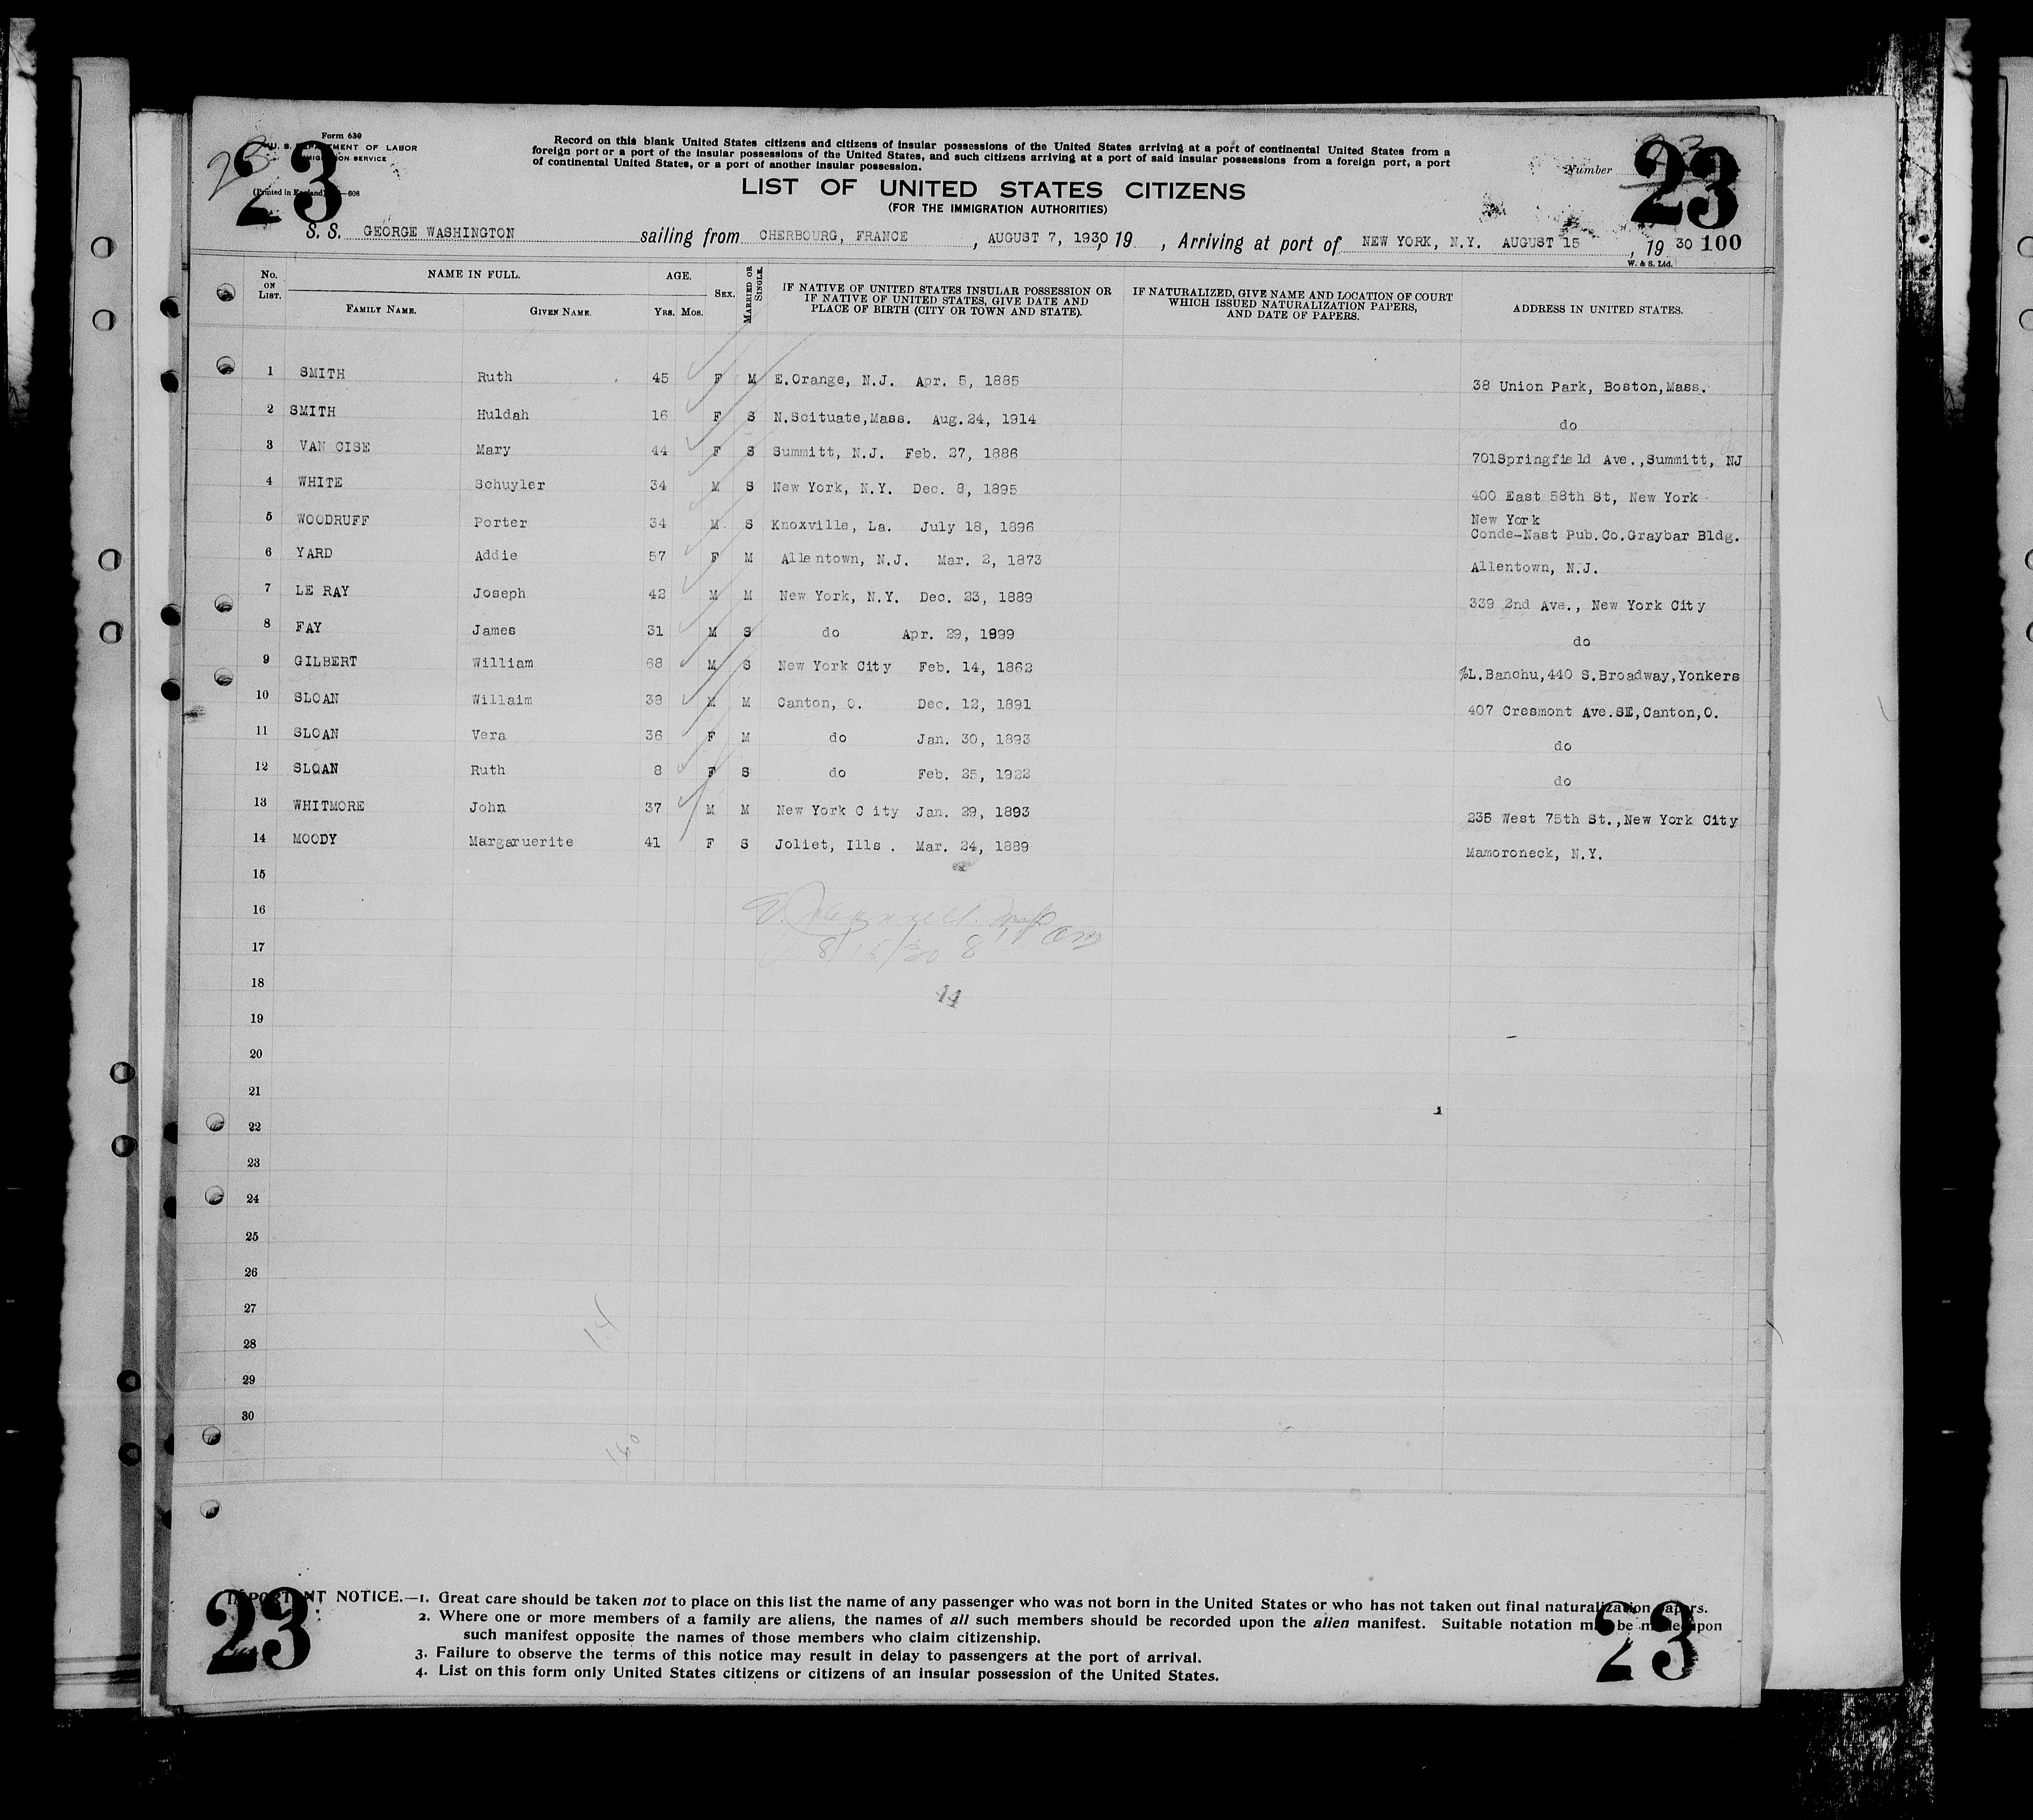 23
23
Form 630
U. S. DEPARTMENT OF LABOR
IMMIGRATION SERVICE
(Printed in England) —608
Record on this blank United States citizens and citizens of insular possessions of the United States arriving at a port of continental United States from a
foreign port or a port of the insular possessions of the United States, and such citizens arriving at a port of said insular possessions from a foreign port, a port
of continental United States, or a port of another insular possession.
LIST OF UNITED STATES CITIZENS
(FOR THE IMMIGRATION AUTHORITIES)
Number 23
23
S. S. GEORGE WASHINGTON sailing from CHERBOURG, FRANCE , AUGUST 7, 1930, 19 , Arriving at port of NEW YORK, N.Y. AUGUST 15 , 19 30 100
W. & S. Ltd.
No. ON LIST. NAME IN FULL. FAMILY NAME. GIVEN NAME. AGE. YRS. MOS. SEX. MARRIED OR SINGLE. IF NATIVE OF UNITED STATES INSULAR POSSESSION OR IF NATIVE OF UNITED STATES, GIVE DATE AND PLACE OF BIRTH (CITY OR TOWN AND STATE). IF NATURALIZED, GIVE NAME AND LOCATION OF COURT WHICH ISSUED NATURALIZATION PAPERS, AND DATE OF PAPERS. ADDRESS IN UNITED STATES.
1 SMITH Ruth 45 F M E.Orange, N.J. Apr. 5, 1885 38 Union Park, Boston,Mass.
2 SMITH Huldah 16 F S N.Scituate,Mass. Aug.24, 1914 do
3 VAN CISE Mary 44 F S Summitt, N.J. Feb. 27, 1886 701Springfield Ave.,Summitt, NJ
4 WHITE Schuyler 34 M S New York, N.Y. Dec. 8, 1895 400 East 58th St, New York
5 WOODRUFF Porter 34 M S Knoxville, La. July 18, 1896 New York
Conde-Nast Pub.Co.Graybar Bldg.
6 YARD Addie 57 F M Allentown, N.J. Mar. 2, 1873 Allentown, N.J.
7 LE RAY Joseph 42 M M New York, N.Y. Dec. 23, 1889 339 2nd Ave., New York City
8 FAY James 31 M S do Apr. 29, 1899 do
9 GILBERT William 68 M S New York City Feb. 14, 1862 %L.Banchu,440 S.Broadway,Yonkers
10 SLOAN Willaim 38 M M Canton, O. Dec. 12, 1891 407 Cresmont Ave.SE,Canton,O.
11 SLOAN Vera 36 F M do Jan. 30, 1893 do
12 SLOAN Ruth 8 F S do Feb. 25, 1922 do
13 WHITMORE John 37 M M New York C ity Jan. 29, 1893 235 West 75th St.,New York City
14 MOODY Margaruerite 41 F S Joliet, Ills . Mar. 24, 1889 Mamoroneck, N.Y.
15
16
17 8/15/30 8
18 14
19
20
21
22
23
24
25
26
27
28 14
29
30
140
23
IMPORTANT NOTICE.—1. Great care should be taken not to place on this list the name of any passenger who was not born in the United States or who has not taken out final naturalization papers.
2. Where one or more members of a family are aliens, the names of all such members should be recorded upon the alien manifest. Suitable notation may be made upon
such manifest opposite the names of those members who claim citizenship.
3. Failure to observe the terms of this notice may result in delay to passengers at the port of arrival.
4. List on this form only United States citizens or citizens of an insular possession of the United States.
23